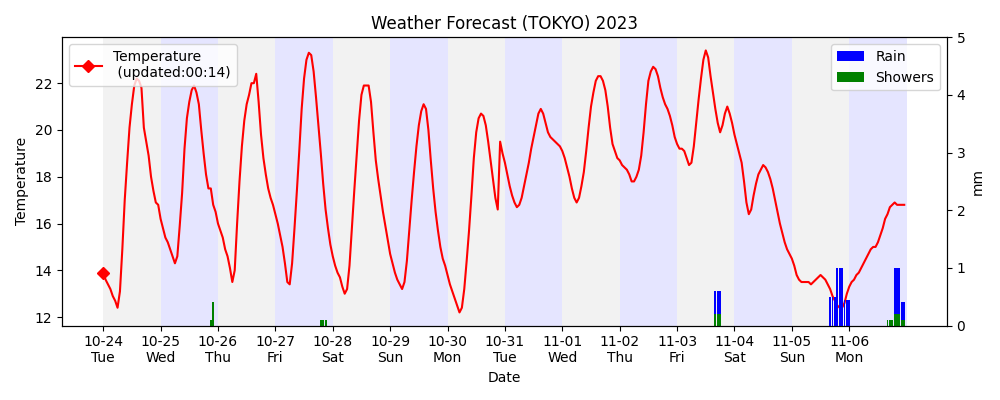 Weather Forecast (TOKYO) 2023
Temperature
(updated:00:14)
Rain
Showers
Temperature
22
20
18
16
14
12
5
4
3
2
1
0
mm
10-24 10-25 10-26 10-27 10-28 10-29 10-30 10-31 11-01 11-02 11-03 11-04 11-05 11-06
Tue Wed Thu Fri Sat Sun Mon Tue Wed Thu Fri Sat Sun Mon
Date